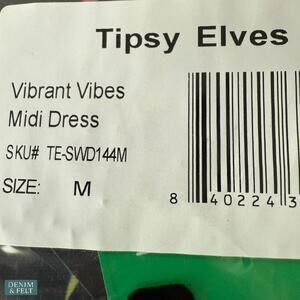 Tipsy Elves
Vibrant Vibes
Midi Dress
SKU# TE-SWD144M
SIZE: M
8 40224 3
DENIM
& FELT